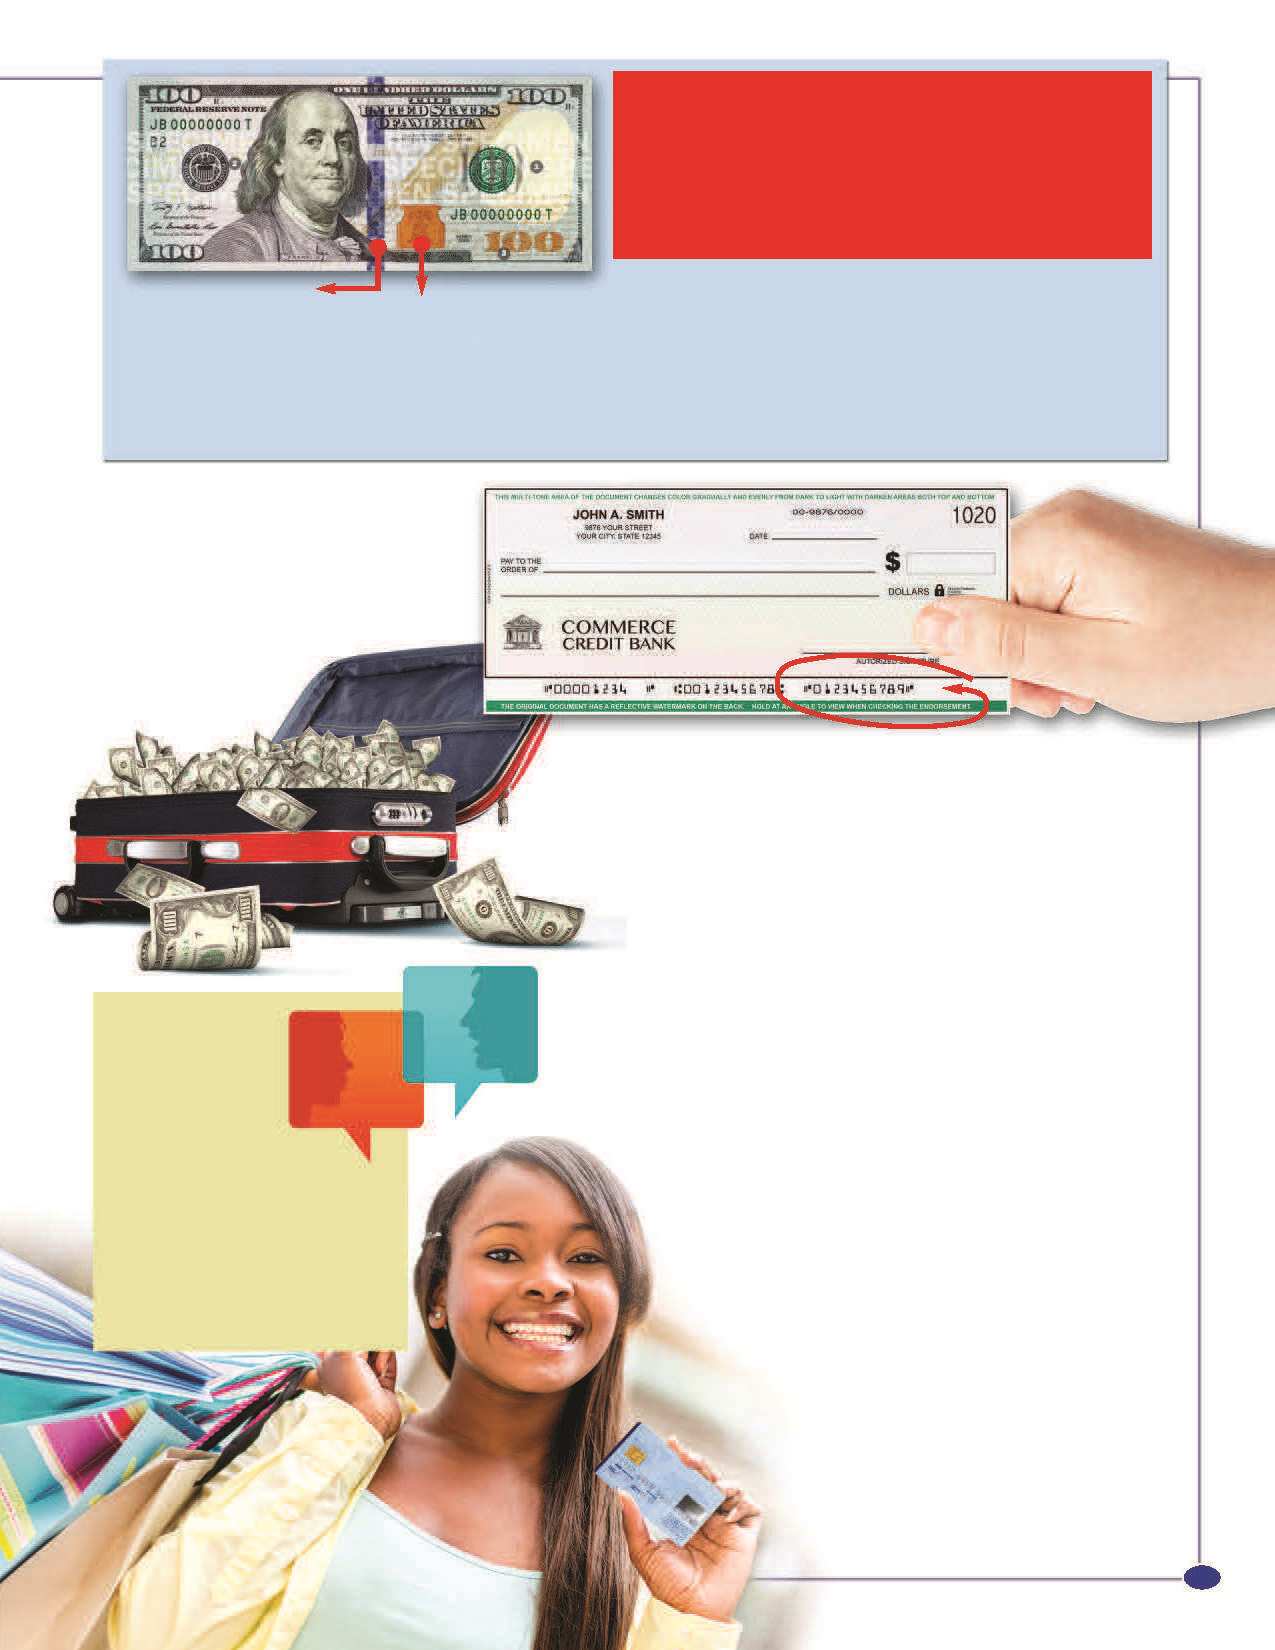 100
ONE HUNDRED DOLLARS
100
FEDERAL RESERVE NOTE
THE
UNITED STATES
OF AMERICA
JB 00000000 T
SPECIMEN
JB 00000000 T
100
FRANKLIN
100
THIS MULTI-TONE AREA OF THE DOCUMENT CHANGES COLOR GRADUALLY AND EVENLY FROM DARK TO LIGHT WITH DARKEN AREAS BOTH TOP AND BOTTOM
JOHN A. SMITH
00-9876/0000
1020
9876 YOUR STREET
YOUR CITY, STATE 12345
DATE
PAY TO THE
ORDER OF
$
DOLLARS
COMMERCE
CREDIT BANK
AUTORIZED SIGNATURE
⑈00001234 ⑈ ⑆0012345678⑆ ⑈0123456789⑈
THE ORIGINAL DOCUMENT HAS A REFLECTIVE WATERMARK ON THE BACK. HOLD AT AN ANGLE TO VIEW WHEN CHECKING THE ENDORSEMENT.